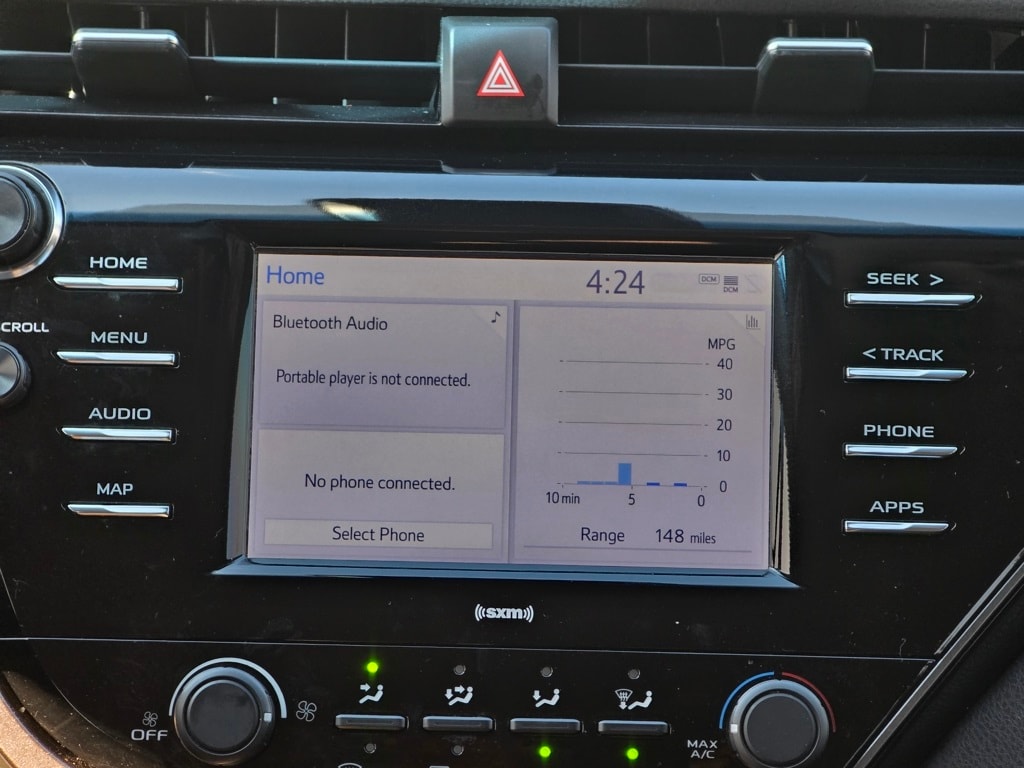 HOME
SCROLL
MENU
AUDIO
MAP
Home
4:24
DCM
DCM
Bluetooth Audio
Portable player is not connected.
No phone connected.
Select Phone
MPG
40
30
20
10
0
10 min 5 0
Range 148 miles
SEEK >
< TRACK
PHONE
APPS
((sxm))
OFF
MAX
A/C